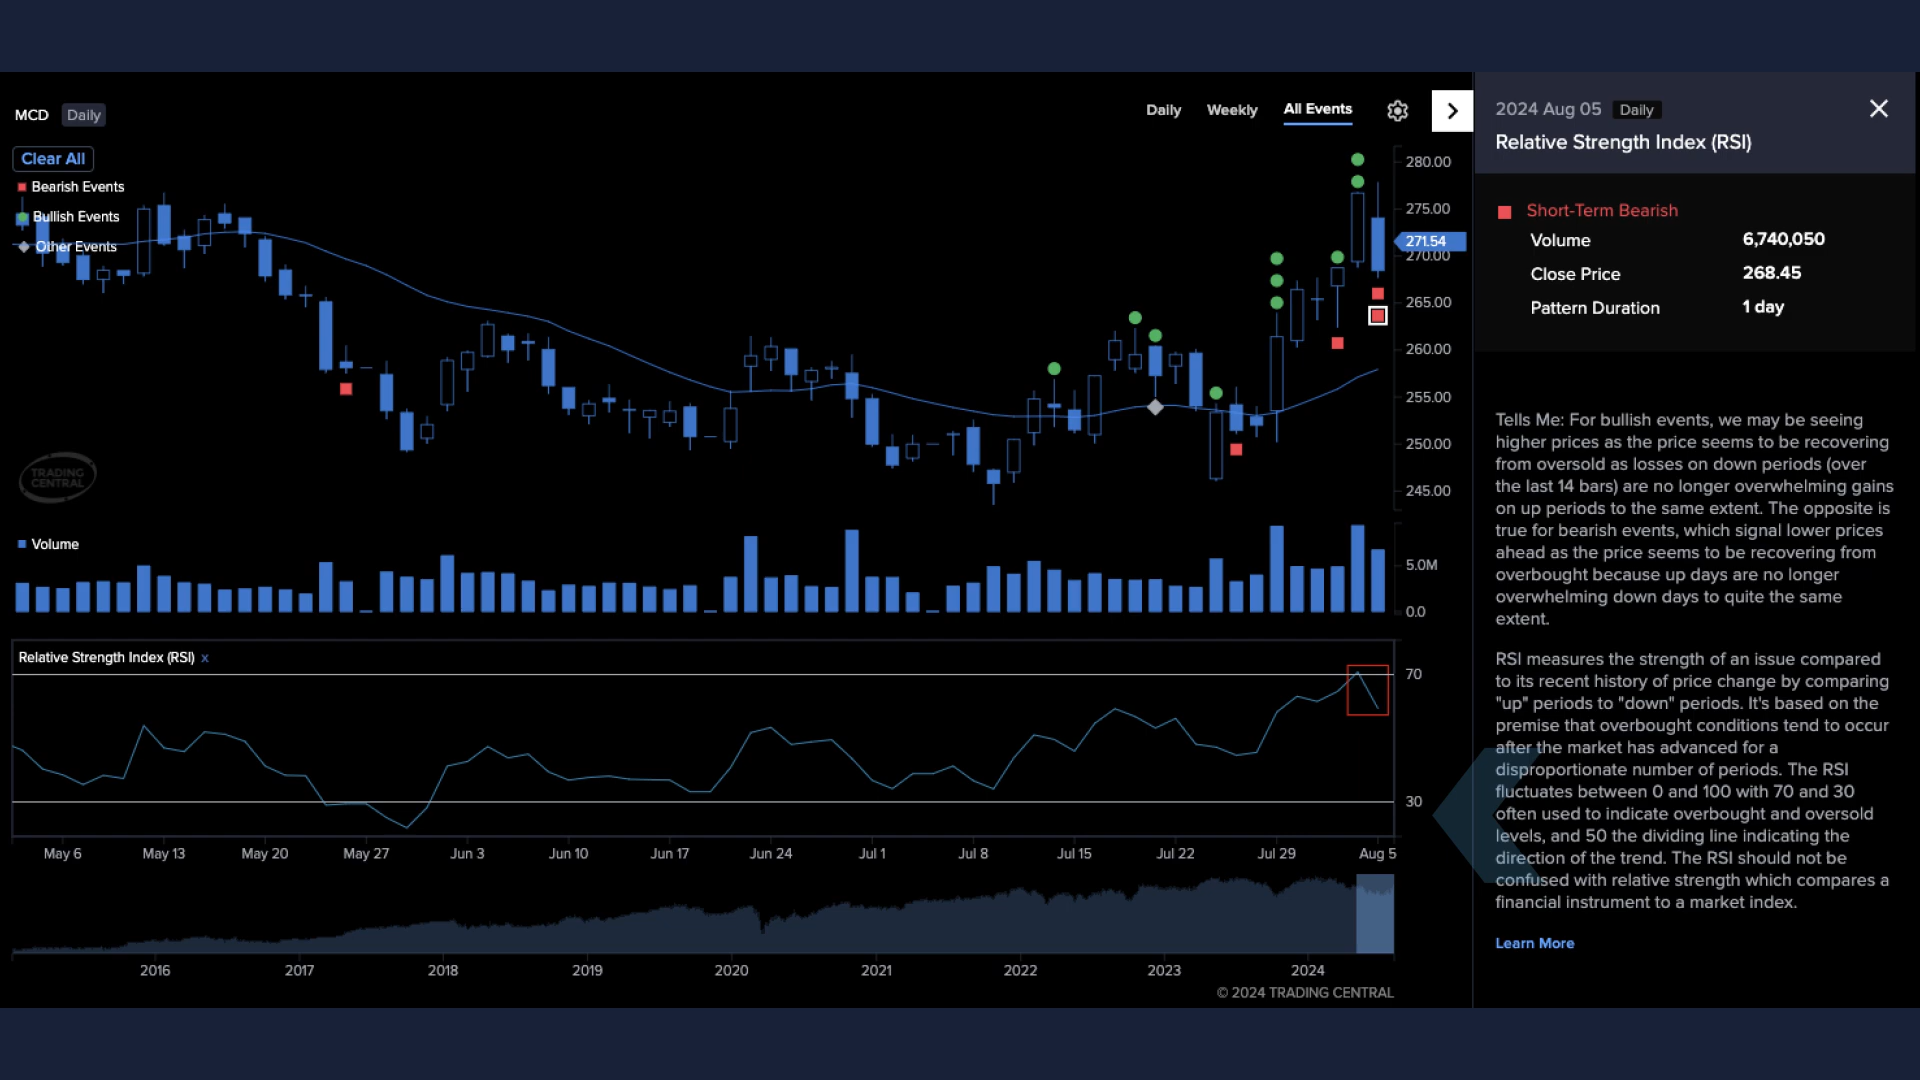 MCD Daily
Daily Weekly All Events
Clear All
Bearish Events
Bullish Events
Other Events
280.00
275.00
271.54
270.00
265.00
260.00
255.00
250.00
245.00
TRADING
CENTRAL
Volume
5.0M
0.0
Relative Strength Index (RSI) x
70
30
May 6 May 13 May 20 May 27 Jun 3 Jun 10 Jun 17 Jun 24 Jul 1 Jul 8 Jul 15 Jul 22 Jul 29 Aug 5
2016 2017 2018 2019 2020 2021 2022 2023 2024
© 2024 TRADING CENTRAL
2024 Aug 05 Daily
Relative Strength Index (RSI)
Short-Term Bearish
Volume 6,740,050
Close Price 268.45
Pattern Duration 1 day
Tells Me: For bullish events, we may be seeing
higher prices as the price seems to be recovering
from oversold as losses on down periods (over
the last 14 bars) are no longer overwhelming gains
on up periods to the same extent. The opposite is
true for bearish events, which signal lower prices
ahead as the price seems to be recovering from
overbought because up days are no longer
overwhelming down days to quite the same
extent.
RSI measures the strength of an issue compared
to its recent history of price change by comparing
"up" periods to "down" periods. It's based on the
premise that overbought conditions tend to occur
after the market has advanced for a
disproportionate number of periods. The RSI
fluctuates between 0 and 100 with 70 and 30
often used to indicate overbought and oversold
levels, and 50 the dividing line indicating the
direction of the trend. The RSI should not be
confused with relative strength which compares a
financial instrument to a market index.
Learn More